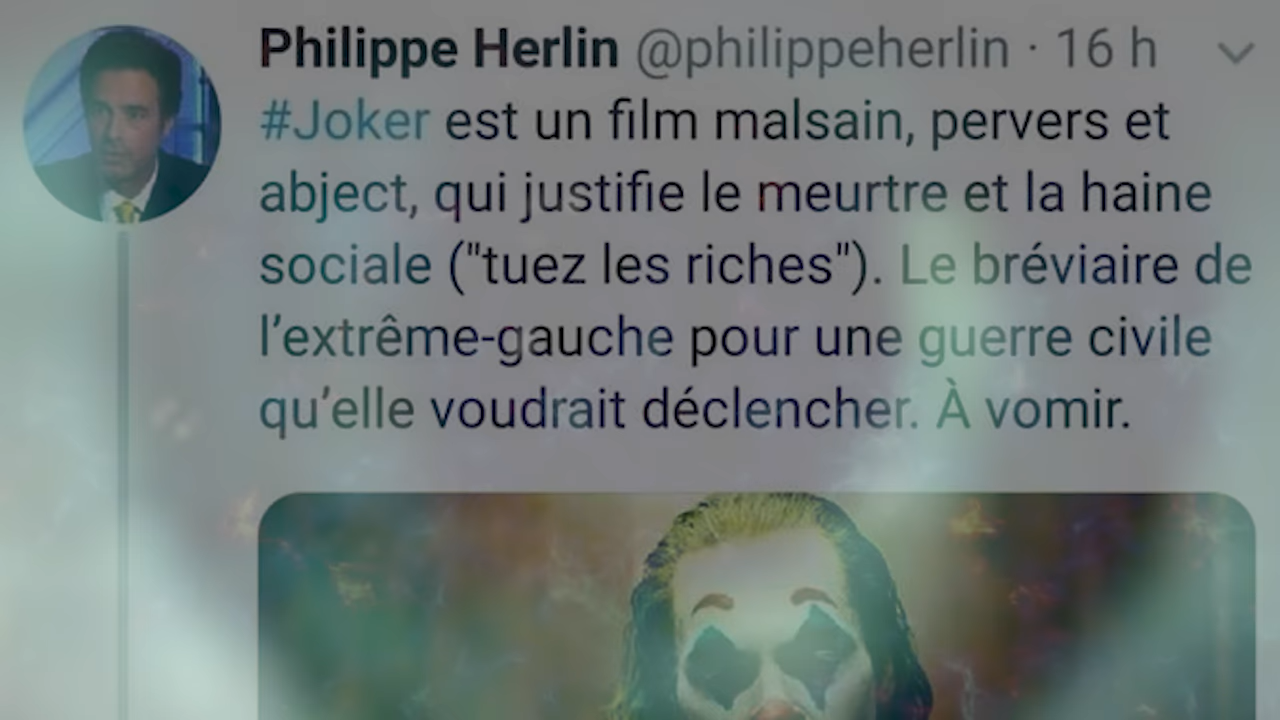 Philippe Herlin @philippeherlin · 16 h
#Joker est un film malsain, pervers et
abject, qui justifie le meurtre et la haine
sociale ("tuez les riches"). Le bréviaire de
l’extrême-gauche pour une guerre civile
qu’elle voudrait déclencher. À vomir.